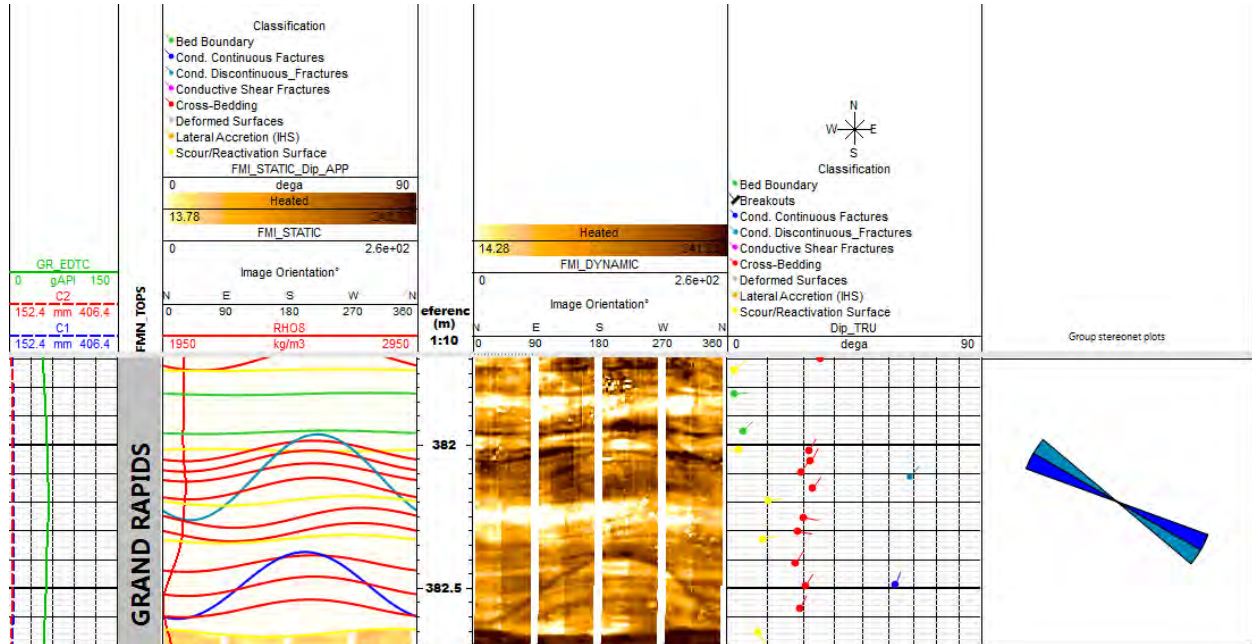 Classification
Bed Boundary
Cond. Continuous Factures
Cond. Discontinuous_Fractures
Conductive Shear Fractures
Cross-Bedding
Deformed Surfaces
Lateral Accretion (IHS)
Scour/Reactivation Surface
FMI_STATIC_Dip_APP
0 dega 90
Heated
13.78
FMI_STATIC
0 2.6e+02
Image Orientation°
N E S W N
0 90 180 270 360
RHO8
1950 kg/m3 2950
GR_EDTC
0 gAPI 150
C2
152.4 mm 406.4
C1
152.4 mm 406.4
FMN_TOPS
eferenc
(m)
1:10
Heated
14.28
FMI_DYNAMIC
0 2.6e+02
Image Orientation°
N E S W N
0 90 180 270 360
N
W E
S
Classification
Bed Boundary
Breakouts
Cond. Continuous Factures
Cond. Discontinuous_Fractures
Conductive Shear Fractures
Cross-Bedding
Deformed Surfaces
Lateral Accretion (IHS)
Scour/Reactivation Surface
Dip_TRU
0 dega 90
Group stereonet plots
GRAND RAPIDS
382
382.5